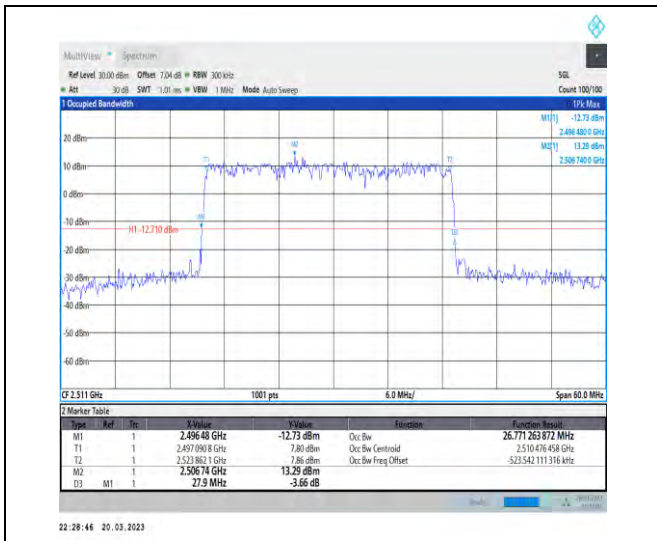 MultiView Spectrum
Ref Level 30.00 dBm Offset 7.04 dB RBW 300 kHz SGL
Att 30 dB SWT 1.01 ms VBW 1 MHz Mode Auto Sweep Count 100/100
1 Occupied Bandwidth 1Pk Max
M1[1] -12.73 dBm
2.496 480 0 GHz
M2[1] 13.29 dBm
2.506 740 0 GHz
20 dBm
M2
T1
T2
10 dBm
0 dBm
-10 dBm
H1 -12.710 dBm
-20 dBm
-30 dBm
-40 dBm
-50 dBm
-60 dBm
CF 2.511 GHz 1001 pts 6.0 MHz/ Span 60.0 MHz
2 Marker Table
Type Ref Trc X-Value Y-Value Function Function Result
M1 1 2.496 48 GHz -12.73 dBm Occ Bw 26.771 263 872 MHz
T1 1 2.497 090 8 GHz 7.80 dBm Occ Bw Centroid 2.510 476 458 GHz
T2 1 2.523 862 1 GHz 7.86 dBm Occ Bw Freq Offset -523.542 111 316 kHz
M2 1 2.506 74 GHz 13.29 dBm
D3 M1 1 27.9 MHz -3.66 dB
22:28:46 20.03.2023